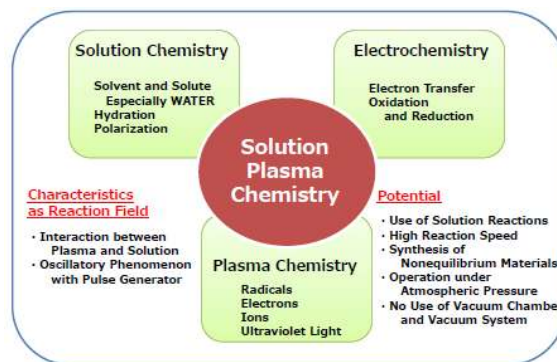 Solution Chemistry
Solvent and Solute
Especially WATER
Hydration
Polarization
Electrochemistry
Electron Transfer
Oxidation
and Reduction
Solution
Plasma
Chemistry
Characteristics
as Reaction Field
・Interaction between
Plasma and Solution
・Oscillatory Phenomenon
with Pulse Generator
Plasma Chemistry
Radicals
Electrons
Ions
Ultraviolet Light
Potential
・Use of Solution Reactions
・High Reaction Speed
・Synthesis of
Nonequilibrium Materials
・Operation under
Atmospheric Pressure
・No Use of Vacuum Chambe
and Vacuum System